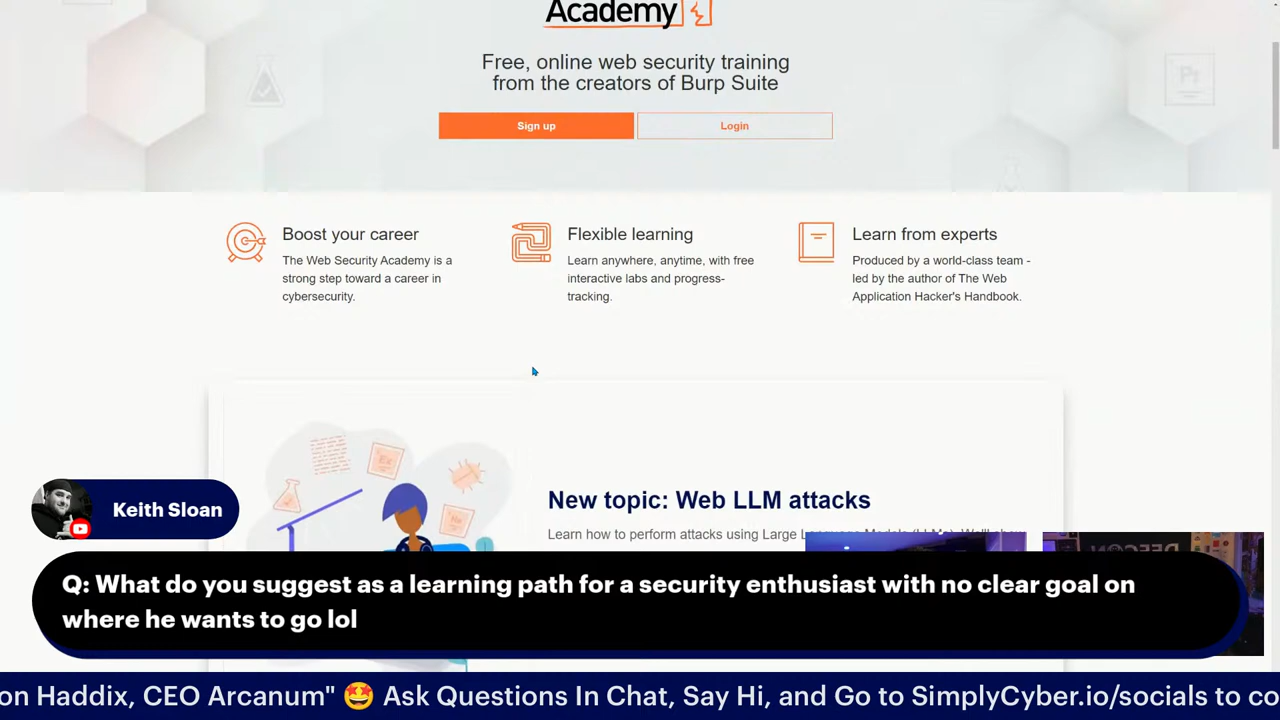 Academy
Free, online web security training
from the creators of Burp Suite
Sign up
Login
Boost your career
The Web Security Academy is a
strong step toward a career in
cybersecurity.
Flexible learning
Learn anywhere, anytime, with free
interactive labs and progress-
tracking.
Learn from experts
Produced by a world-class team -
led by the author of The Web
Application Hacker's Handbook.
New topic: Web LLM attacks
Learn how to perform attacks using Large Language Models (LLMs).
Keith Sloan
Q: What do you suggest as a learning path for a security enthusiast with no clear goal on
where he wants to go lol
on Haddix, CEO Arcanum" 🤩 Ask Questions In Chat, Say Hi, and Go to SimplyCyber.io/socials to co